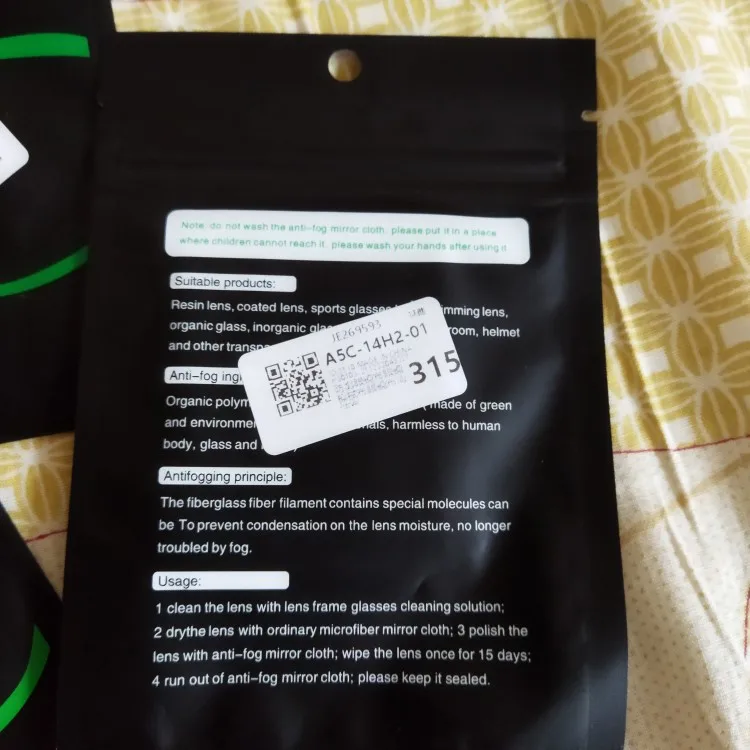 Note: do not wash the anti-fog mirror cloth, please put it in a place
where children cannot reach it, please wash your hands after using it
Suitable products:
Resin lens, coated lens, sports glasses mming lens,
organic glass, inorganic room, helmet
and other
JE269593
A5C-14H2-01
315
Anti-fog
Organic made of green
and harmless to human
body, glass and
Antifogging principle:
The fiberglass fiber filament contains special molecules can
be To prevent condensation on the lens moisture, no longer
troubled by fog.
Usage:
1 clean the lens with lens frame glasses cleaning solution;
2 drythe lens with ordinary microfiber mirror cloth; 3 polish the
lens with anti-fog mirror cloth; wipe the lens once for 15 days;
4 run out of anti-fog mirror cloth; please keep it sealed.